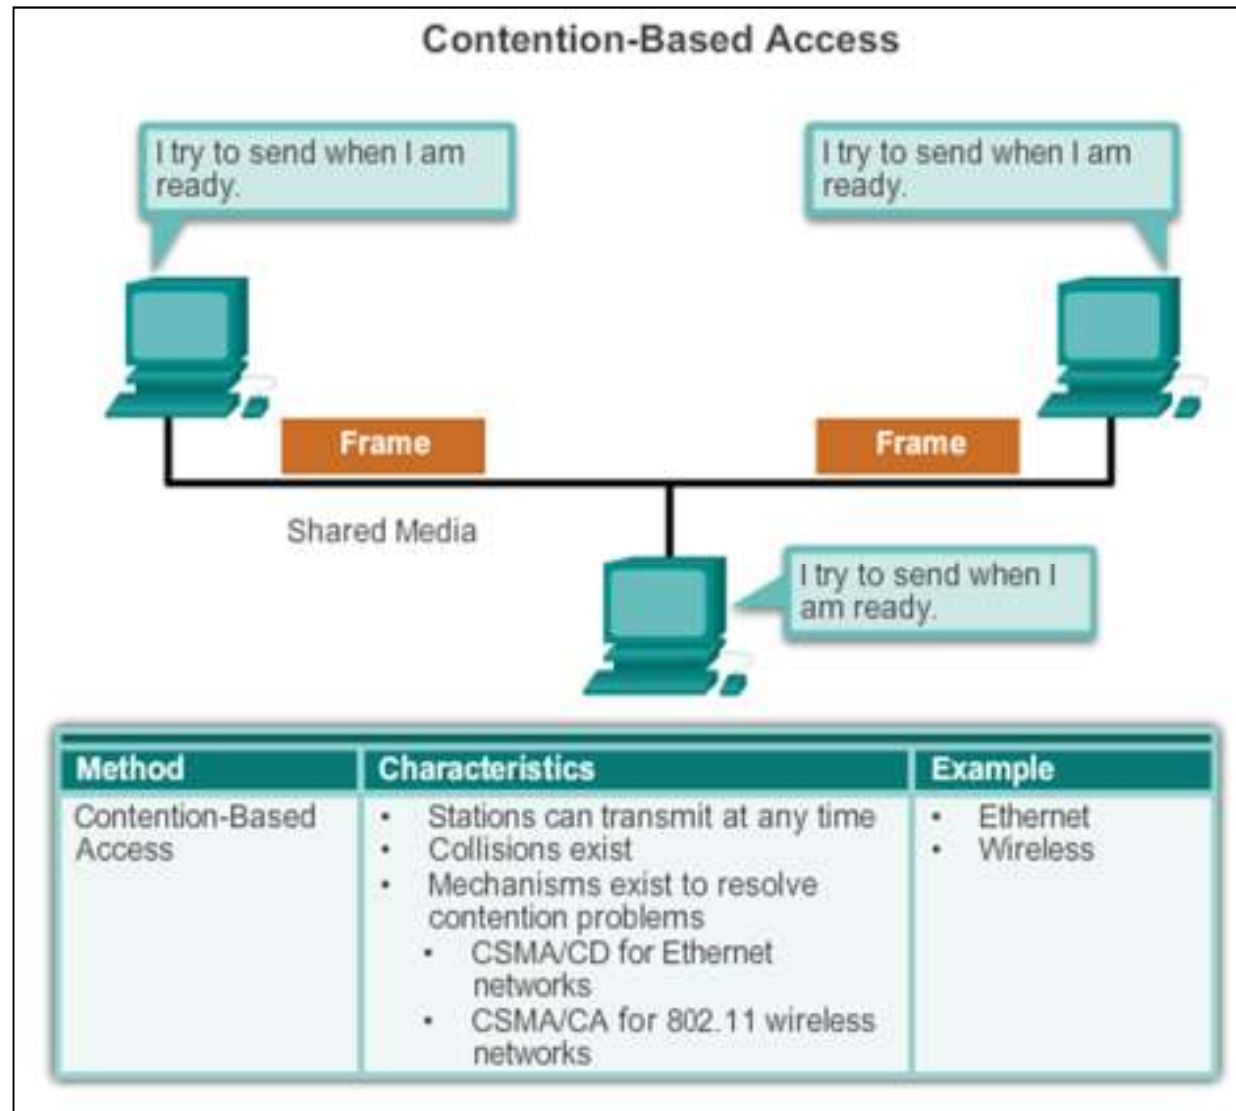 Contention-Based Access
I try to send when I am
ready.
I try to send when I am
ready.
Frame
Frame
Shared Media
I try to send when I
am ready.
Method
Characteristics
Example
Contention-Based
Access
• Stations can transmit at any time
• Collisions exist
• Mechanisms exist to resolve
contention problems
• CSMA/CD for Ethernet
networks
• CSMA/CA for 802.11 wireless
networks
• Ethernet
• Wireless